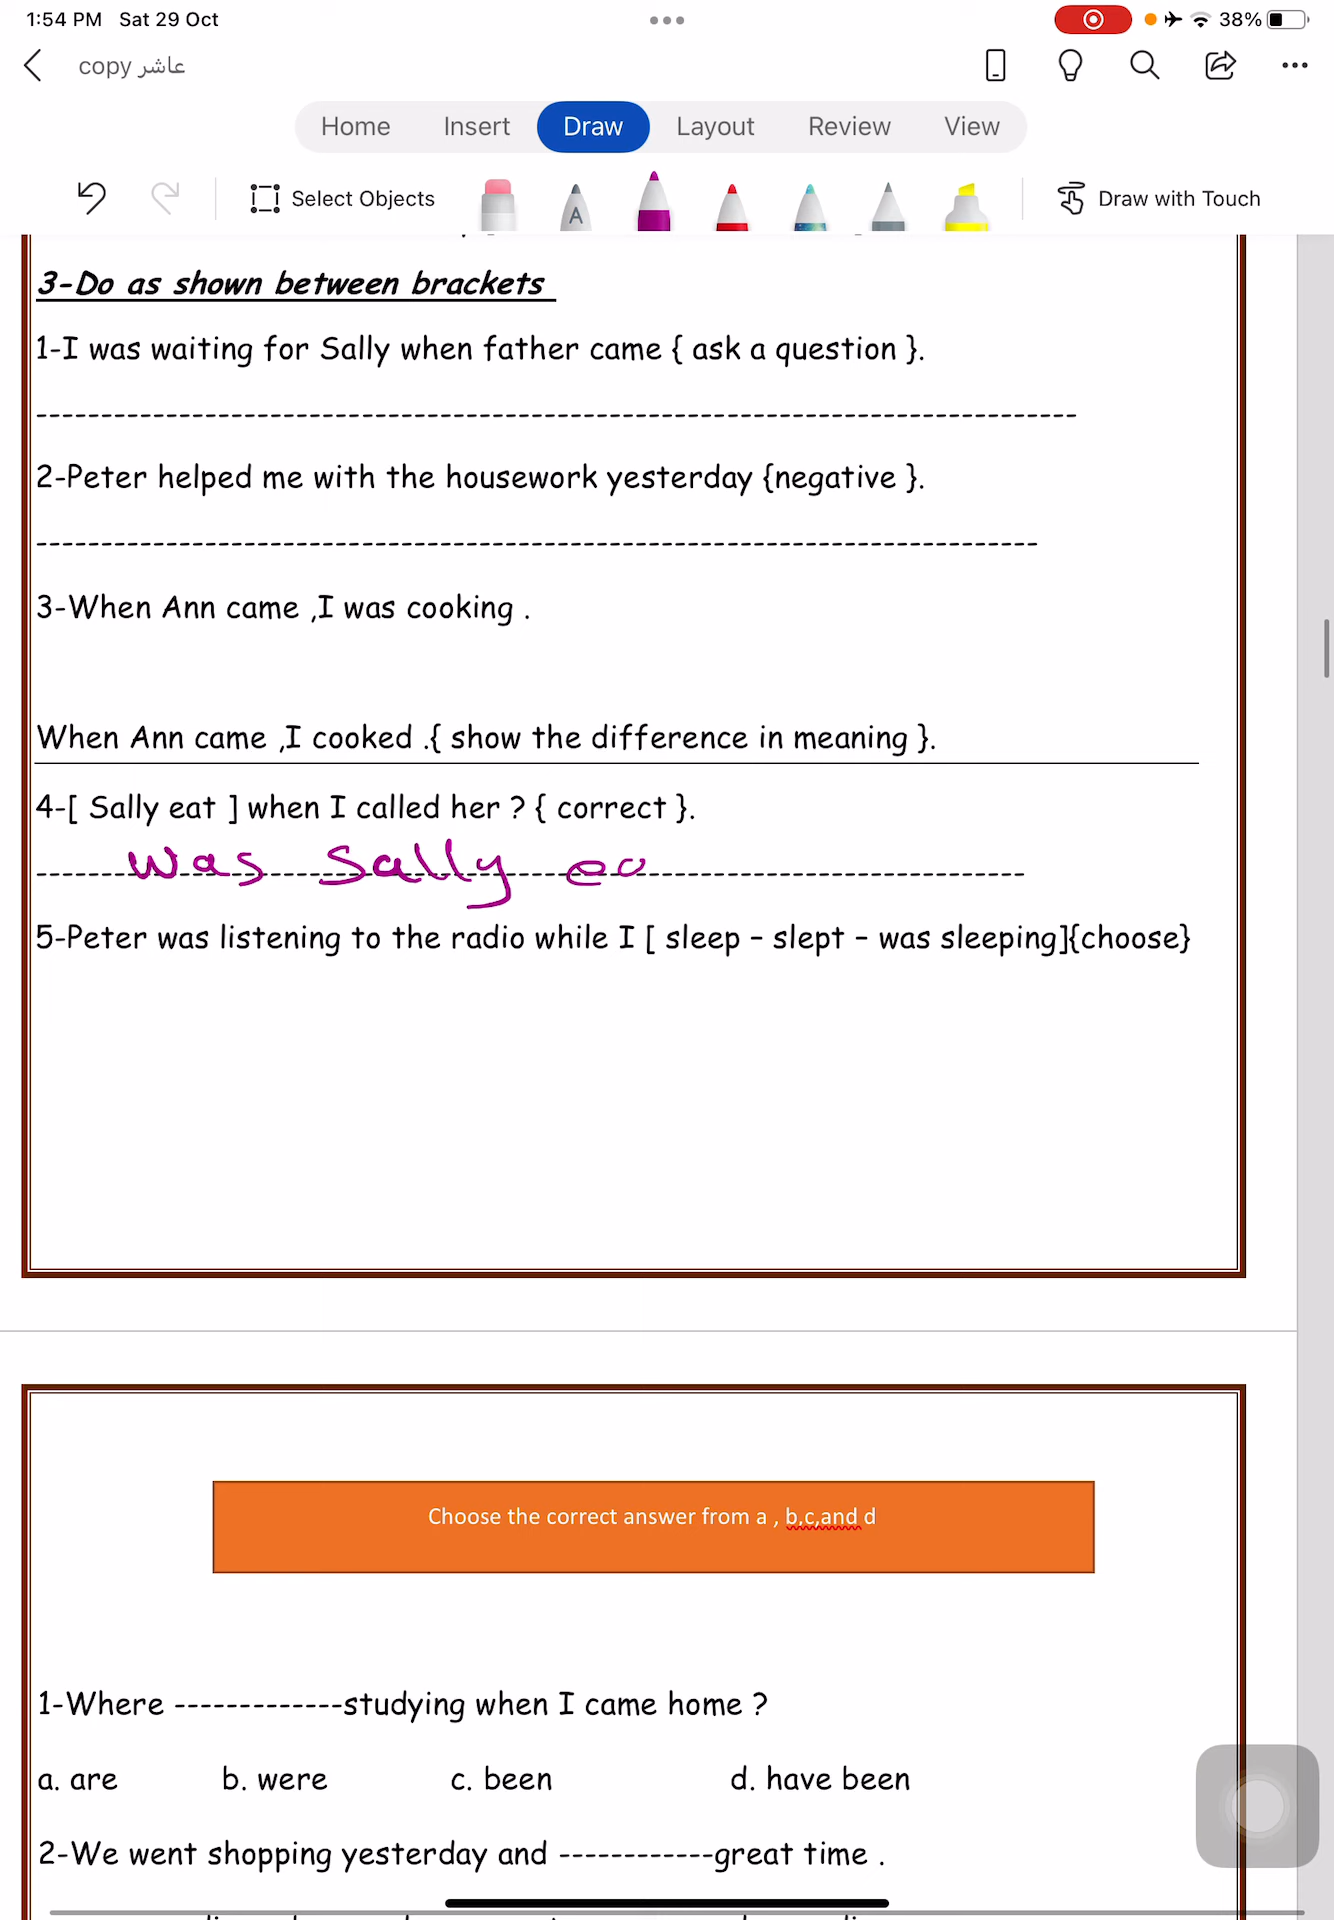 1:54 PM Sat 29 Oct
38%
copy عاشر
Home Insert Draw Layout Review View
Select Objects
A
Draw with Touch
3-Do as shown between brackets
1-I was waiting for Sally when father came { ask a question }.
--------------------------------------------------------------------------------
2-Peter helped me with the housework yesterday {negative }.
-----------------------------------------------------------------------------
3-When Ann came ,I was cooking .
When Ann came ,I cooked .{ show the difference in meaning }.
4-[ Sally eat ] when I called her ? { correct }.
was Sally
5-Peter was listening to the radio while I [ sleep – slept – was sleeping]{choose}
Choose the correct answer from a , b,c,and d
1-Where -------------studying when I came home ?
a. are b. were c. been d. have been
2-We went shopping yesterday and ------------great time .